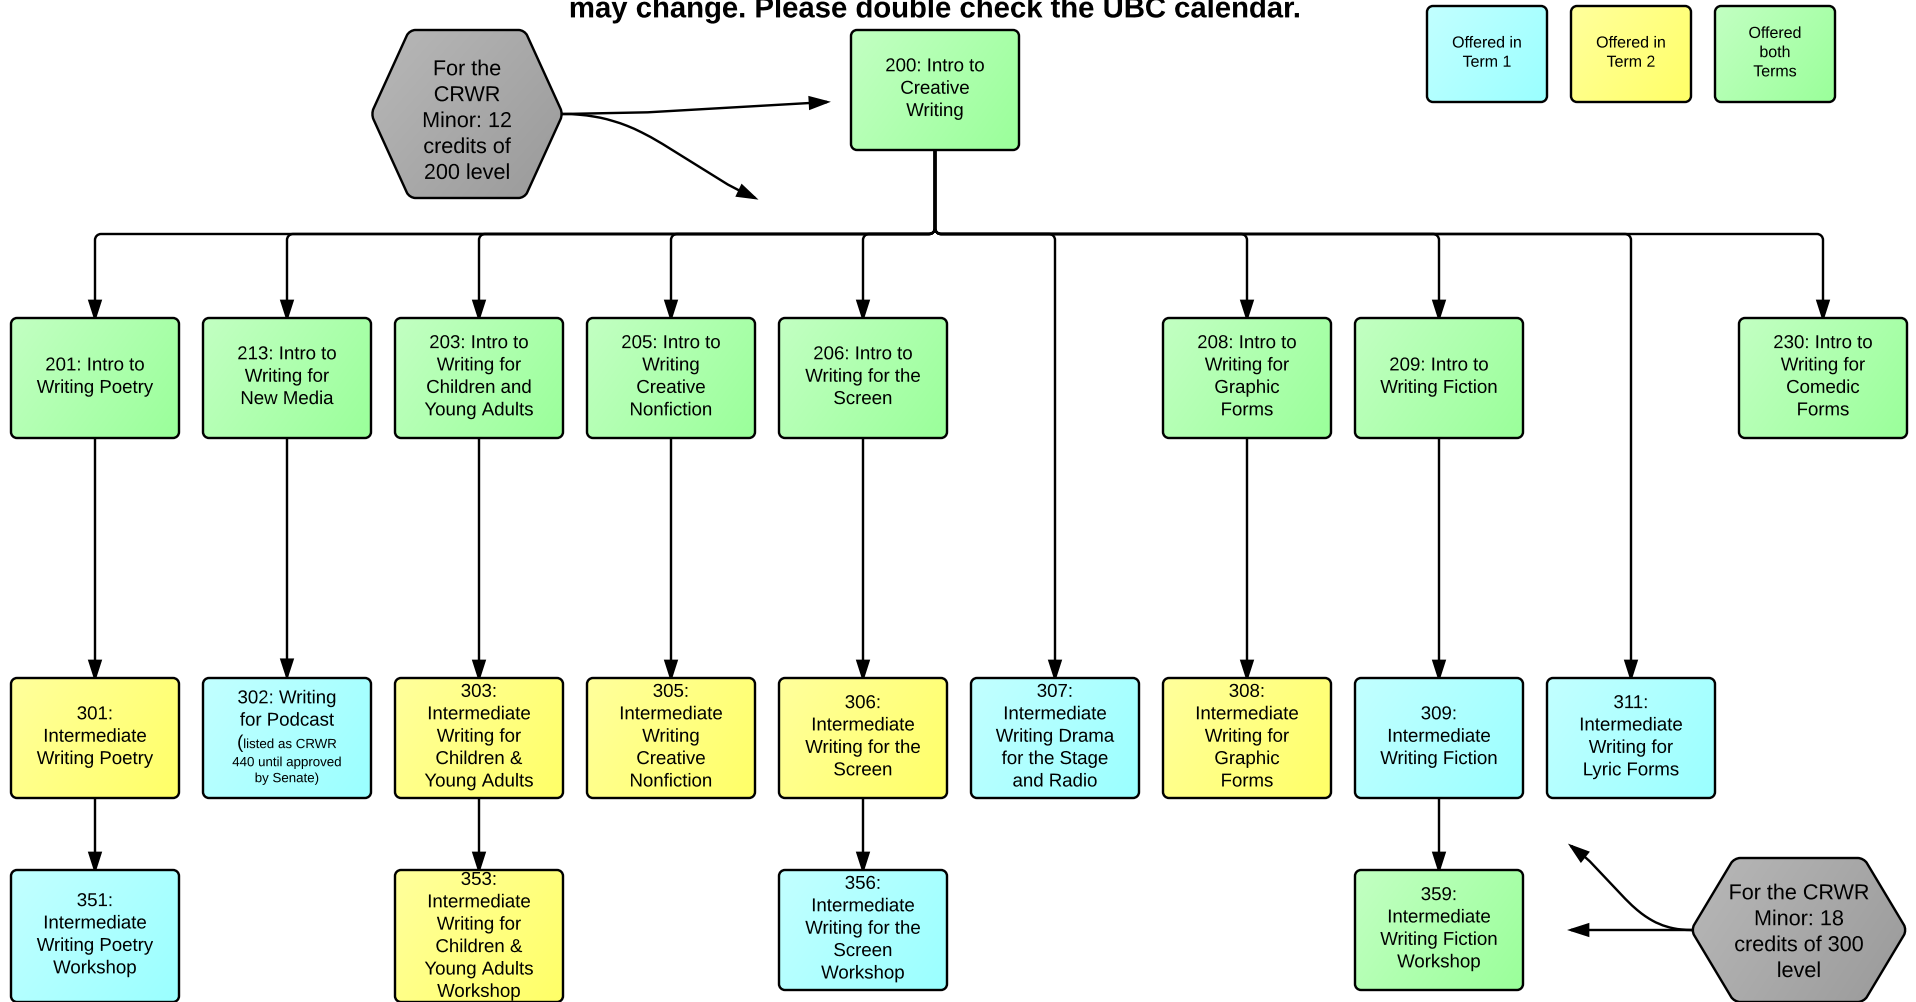 may change. Please double check the UBC calendar.
Offered in
Term 1
Offered in
Term 2
Offered
both
Terms
For the
CRWR
Minor: 12
credits of
200 level
200: Intro to
Creative
Writing
201: Intro to
Writing Poetry
213: Intro to
Writing for
New Media
203: Intro to
Writing for
Children and
Young Adults
205: Intro to
Writing
Creative
Nonfiction
206: Intro to
Writing for the
Screen
208: Intro to
Writing for
Graphic
Forms
209: Intro to
Writing Fiction
230: Intro to
Writing for
Comedic
Forms
301:
Intermediate
Writing Poetry
302: Writing
for Podcast
(listed as CRWR
440 until approved
by Senate)
303:
Intermediate
Writing for
Children &
Young Adults
305:
Intermediate
Writing
Creative
Nonfiction
306:
Intermediate
Writing for the
Screen
307:
Intermediate
Writing Drama
for the Stage
and Radio
308:
Intermediate
Writing for
Graphic
Forms
309:
Intermediate
Writing Fiction
311:
Intermediate
Writing for
Lyric Forms
351:
Intermediate
Writing Poetry
Workshop
353:
Intermediate
Writing for
Children &
Young Adults
Workshop
356:
Intermediate
Writing for the
Screen
Workshop
359:
Intermediate
Writing Fiction
Workshop
For the CRWR
Minor: 18
credits of 300
level